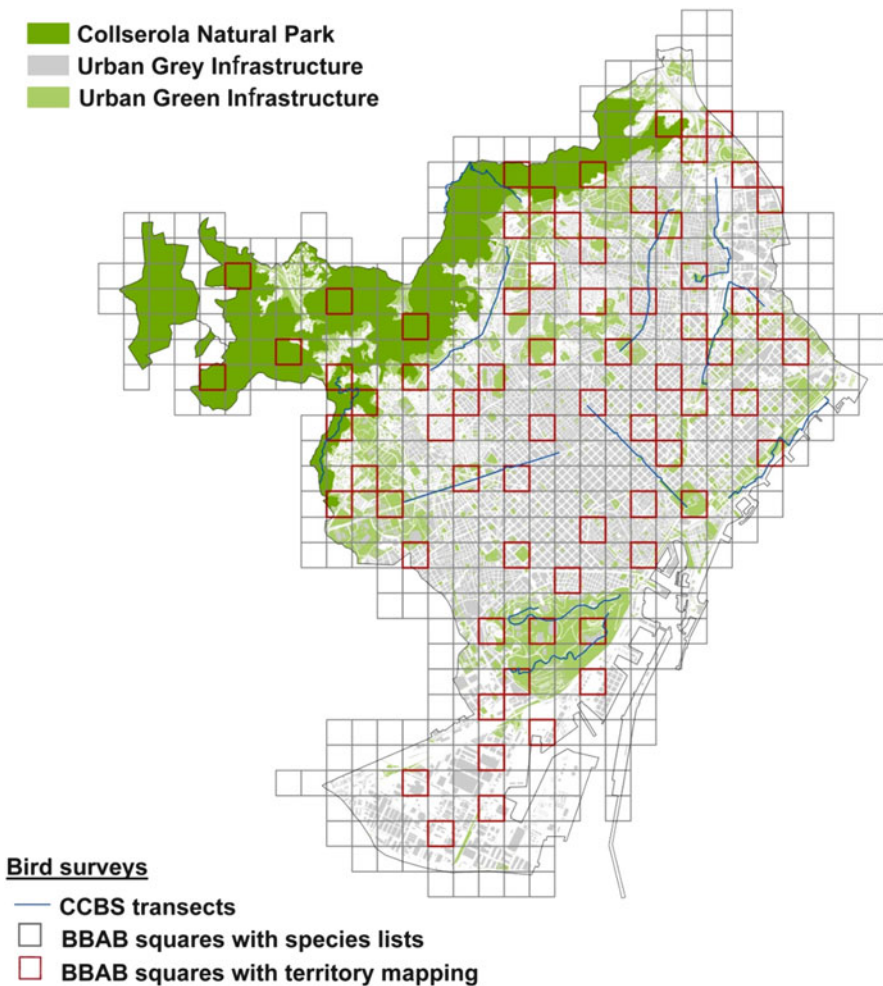 Collserola Natural Park
Urban Grey Infrastructure
Urban Green Infrastructure
Bird surveys
CCBS transects
BBAB squares with species lists
BBAB squares with territory mapping